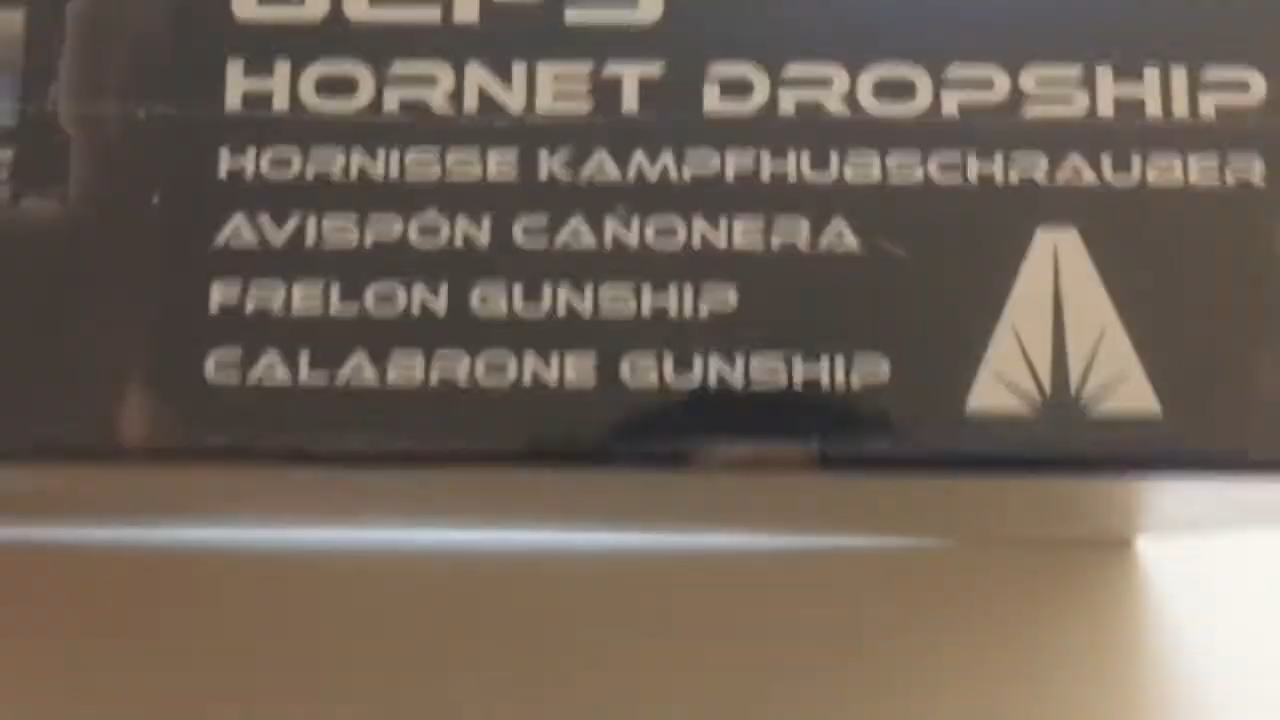 HORNET DROPSHIP
HORNISSE KAMPFHUBSCHRAUBER
AVISPÓN CAÑONERA
FRELON GUNSHIP
CALABRONE GUNSHIP